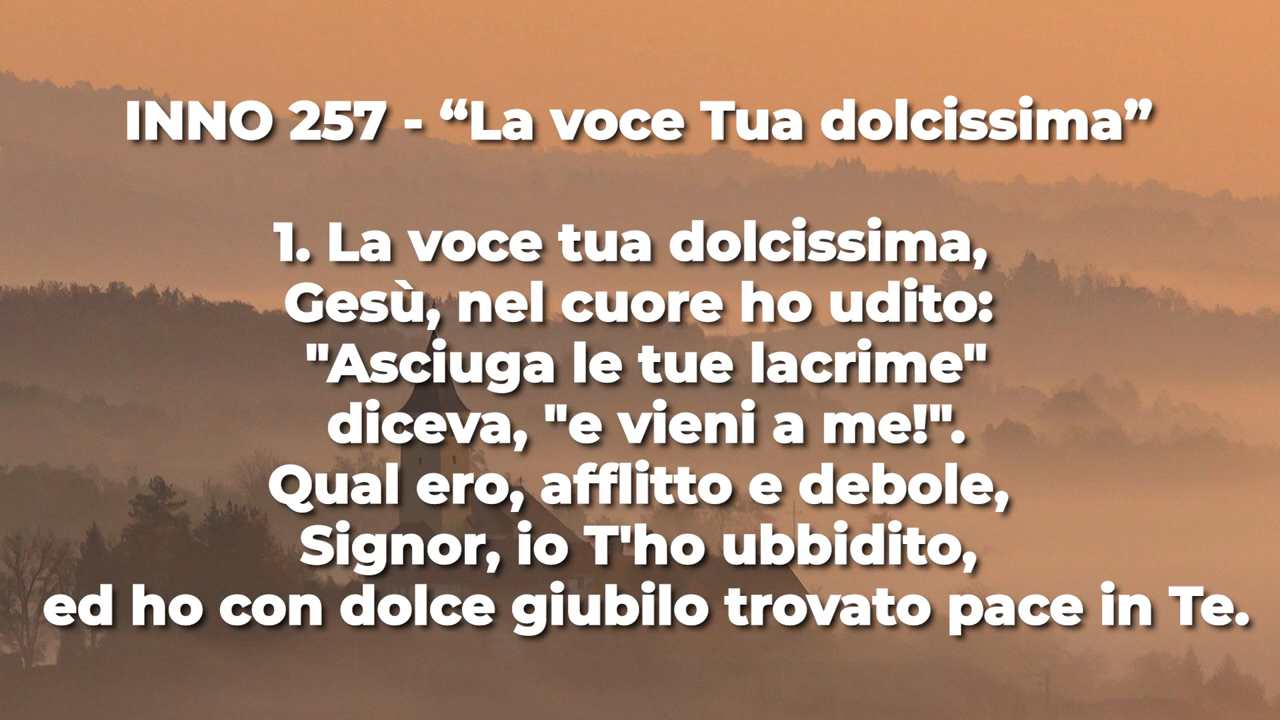 INNO 257 - “La voce Tua dolcissima”
1. La voce tua dolcissima,
Gesù, nel cuore ho udito:
"Asciuga le tue lacrime"
diceva, "e vieni a me!".
Qual ero, afflitto e debole,
Signor, io T'ho ubbidito,
ed ho con dolce giubilo trovato pace in Te.